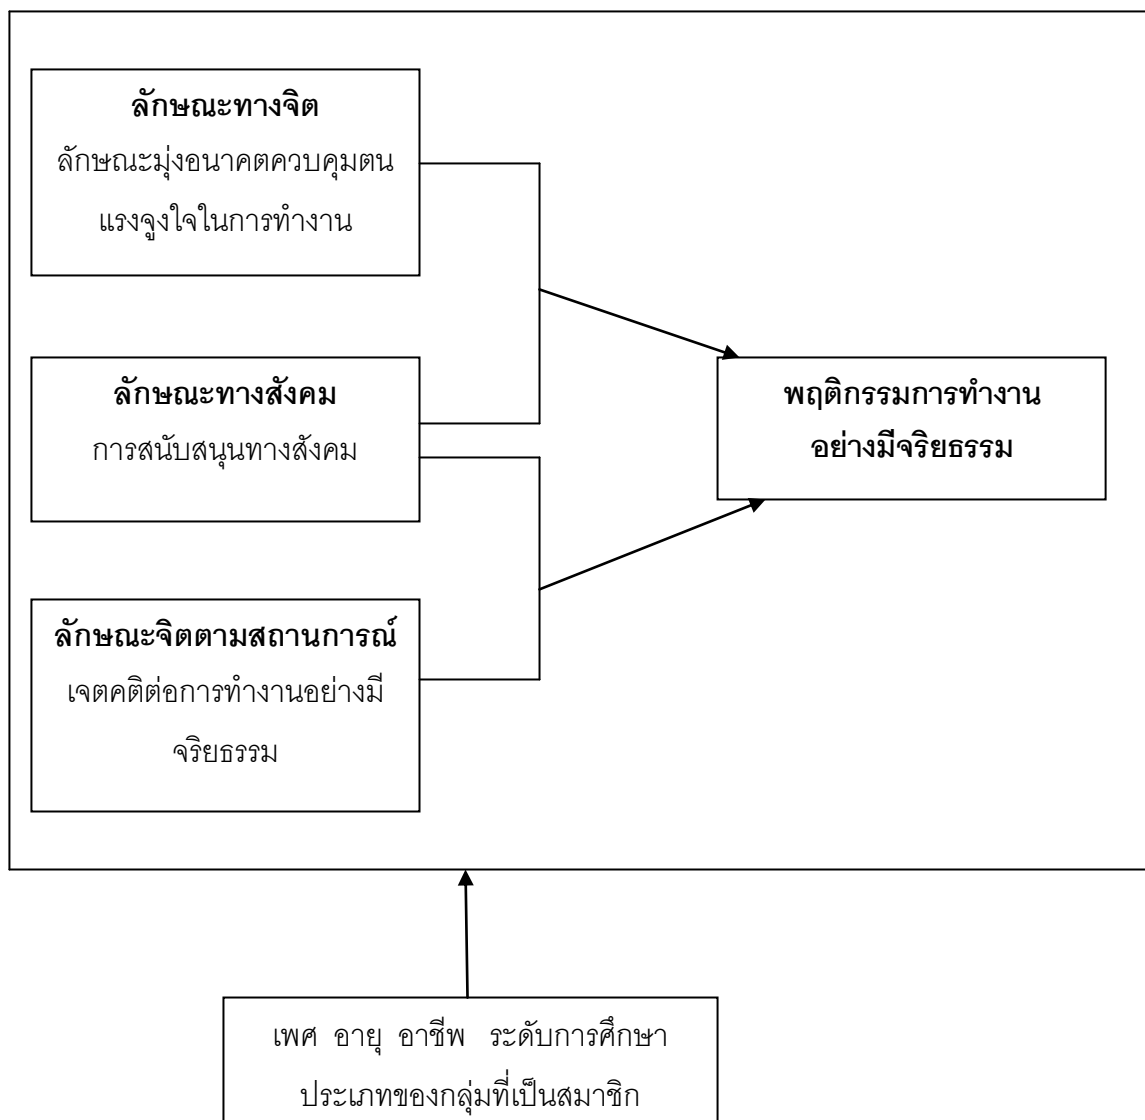 ลักษณะทางจิต
ลักษณะมุ่งอนาคตควบคุมตน
แรงจูงใจในการทำงาน
ลักษณะทางสังคม
การสนับสนุนทางสังคม
พฤติกรรมการทำงาน
อย่างมีจริยธรรม
ลักษณะจิตตามสถานการณ์
เจตคติต่อการทำงานอย่างมี
จริยธรรม
เพศ อายุ อาชีพ ระดับการศึกษา
ประเภทของกลุ่มที่เป็นสมาชิก